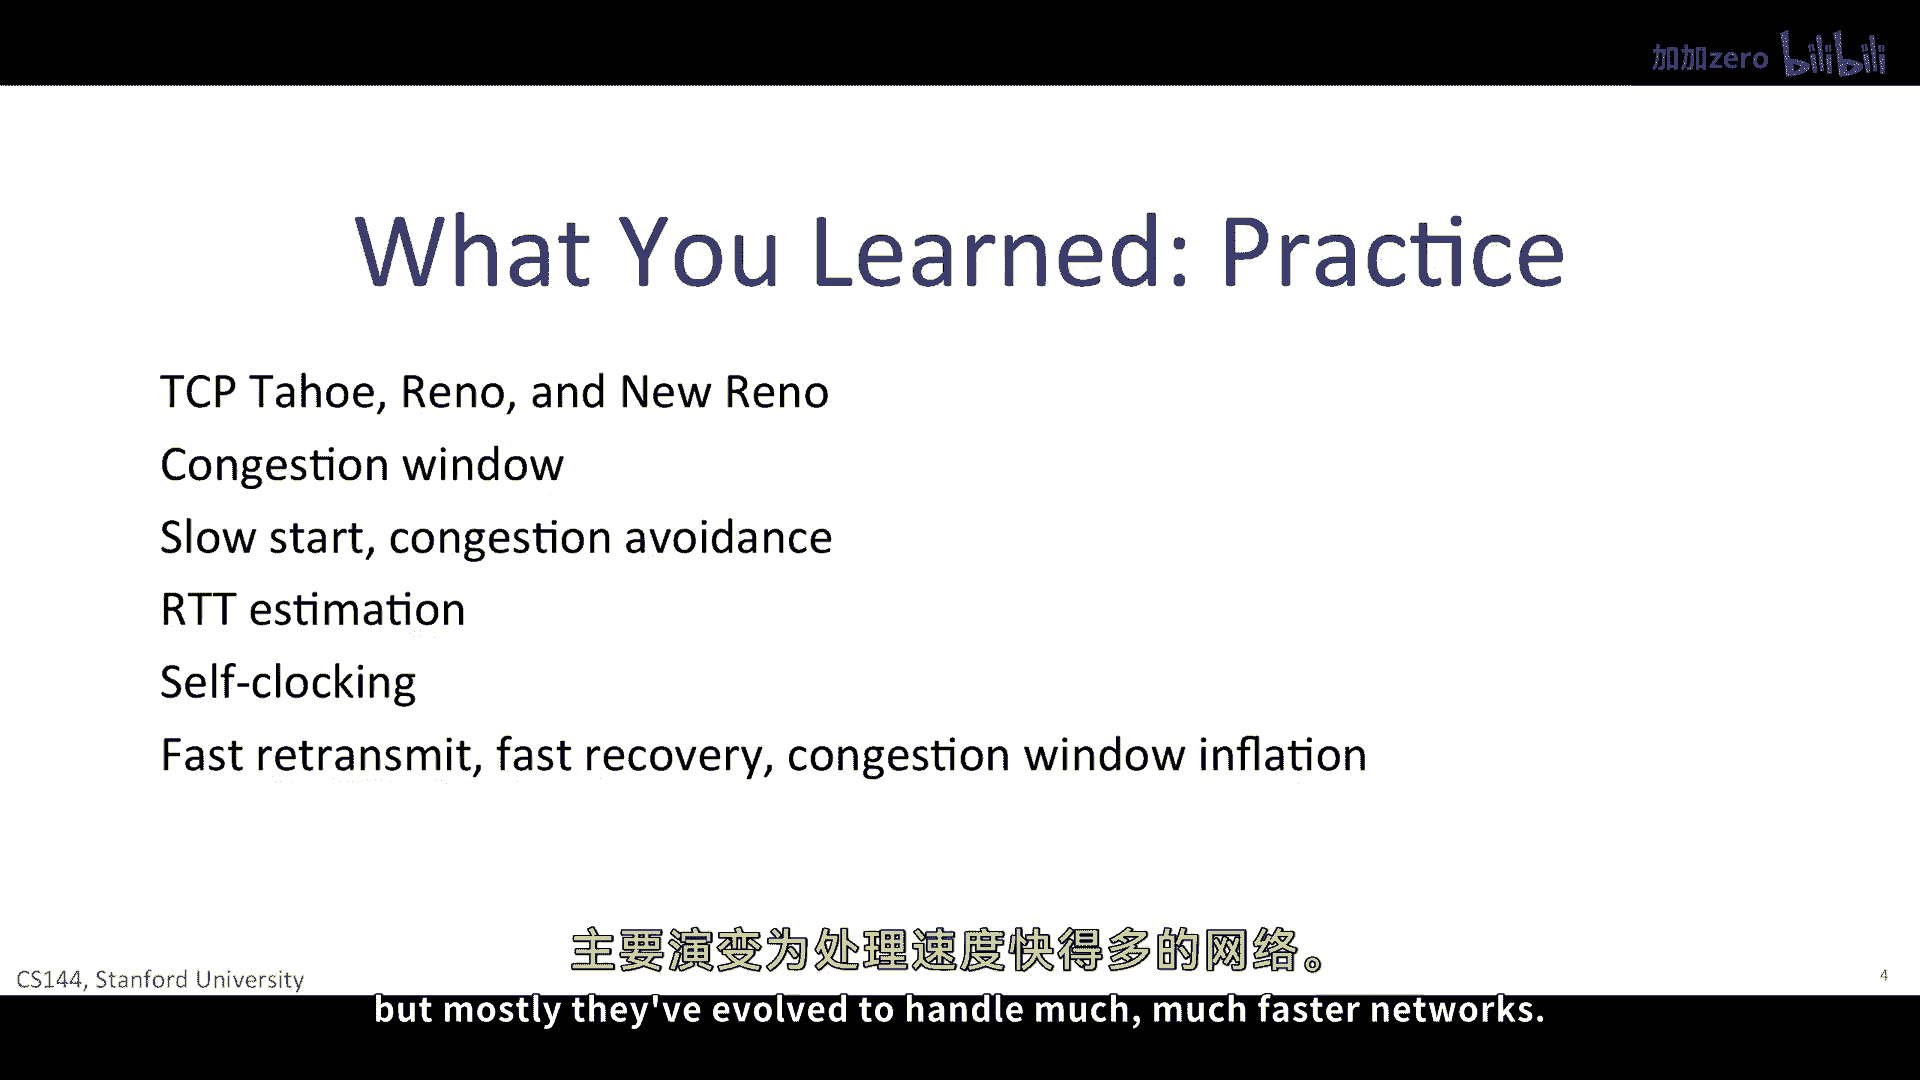 加加zero bilibili
What You Learned: Practice
TCP Tahoe, Reno, and New Reno
Congestion window
Slow start, congestion avoidance
RTT estimation
Self-clocking
Fast retransmit, fast recovery, congestion window inflation
主要演变为处理速度快得多的网络。
CS144, Stanford University
4
but mostly they've evolved to handle much, much faster networks.